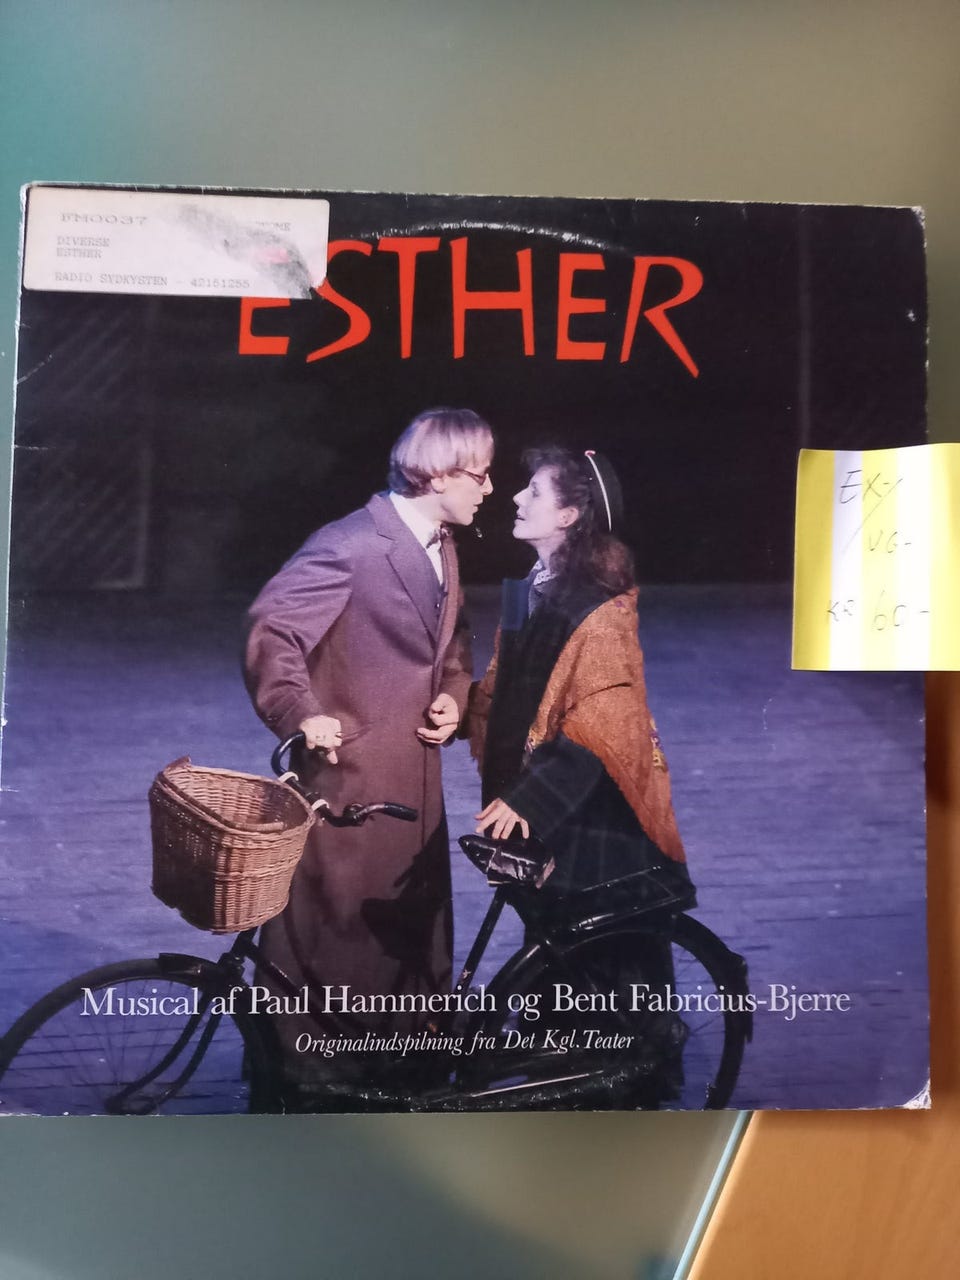 FM0037
DIVERSE
ESTHER
RADIO SYDKYSTEN - 42151255
ESTHER
EX-/
VG-
KR 60-
Musical af Paul Hammerich og Bent Fabricius-Bjerre
Originalindspilning fra Det Kgl. Teater